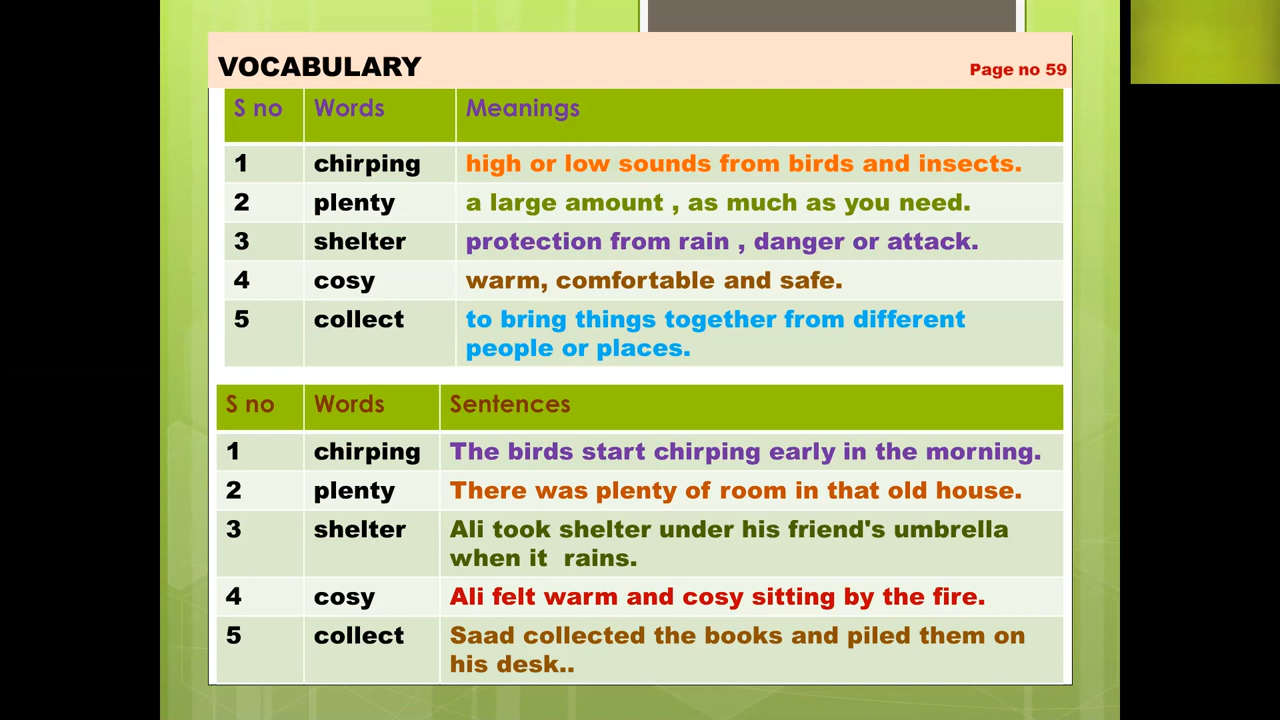 VOCABULARY Page no 59
S no Words Meanings
1 chirping high or low sounds from birds and insects.
2 plenty a large amount , as much as you need.
3 shelter protection from rain , danger or attack.
4 cosy warm, comfortable and safe.
5 collect to bring things together from different
people or places.
S no Words Sentences
1 chirping The birds start chirping early in the morning.
2 plenty There was plenty of room in that old house.
3 shelter Ali took shelter under his friend's umbrella
when it  rains.
4 cosy Ali felt warm and cosy sitting by the fire.
5 collect Saad collected the books and piled them on
his desk..